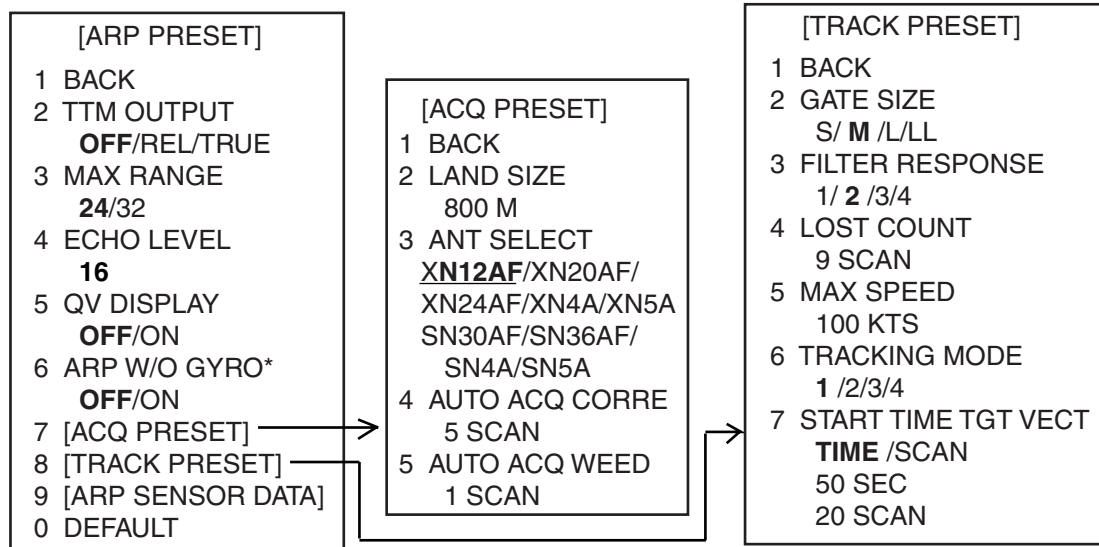 [ARP PRESET]
1 BACK
2 TTM OUTPUT
OFF/REL/TRUE
3 MAX RANGE
24/32
4 ECHO LEVEL
16
5 QV DISPLAY
OFF/ON
6 ARP W/O GYRO*
OFF/ON
7 [ACQ PRESET]
8 [TRACK PRESET]
9 [ARP SENSOR DATA]
0 DEFAULT
[ACQ PRESET]
1 BACK
2 LAND SIZE
800 M
3 ANT SELECT
XN12AF/XN20AF/
XN24AF/XN4A/XN5A
SN30AF/SN36AF/
SN4A/SN5A
4 AUTO ACQ CORRE
5 SCAN
5 AUTO ACQ WEED
1 SCAN
[TRACK PRESET]
1 BACK
2 GATE SIZE
S/ M /L/LL
3 FILTER RESPONSE
1/ 2 /3/4
4 LOST COUNT
9 SCAN
5 MAX SPEED
100 KTS
6 TRACKING MODE
1 /2/3/4
7 START TIME TGT VECT
TIME /SCAN
50 SEC
20 SCAN